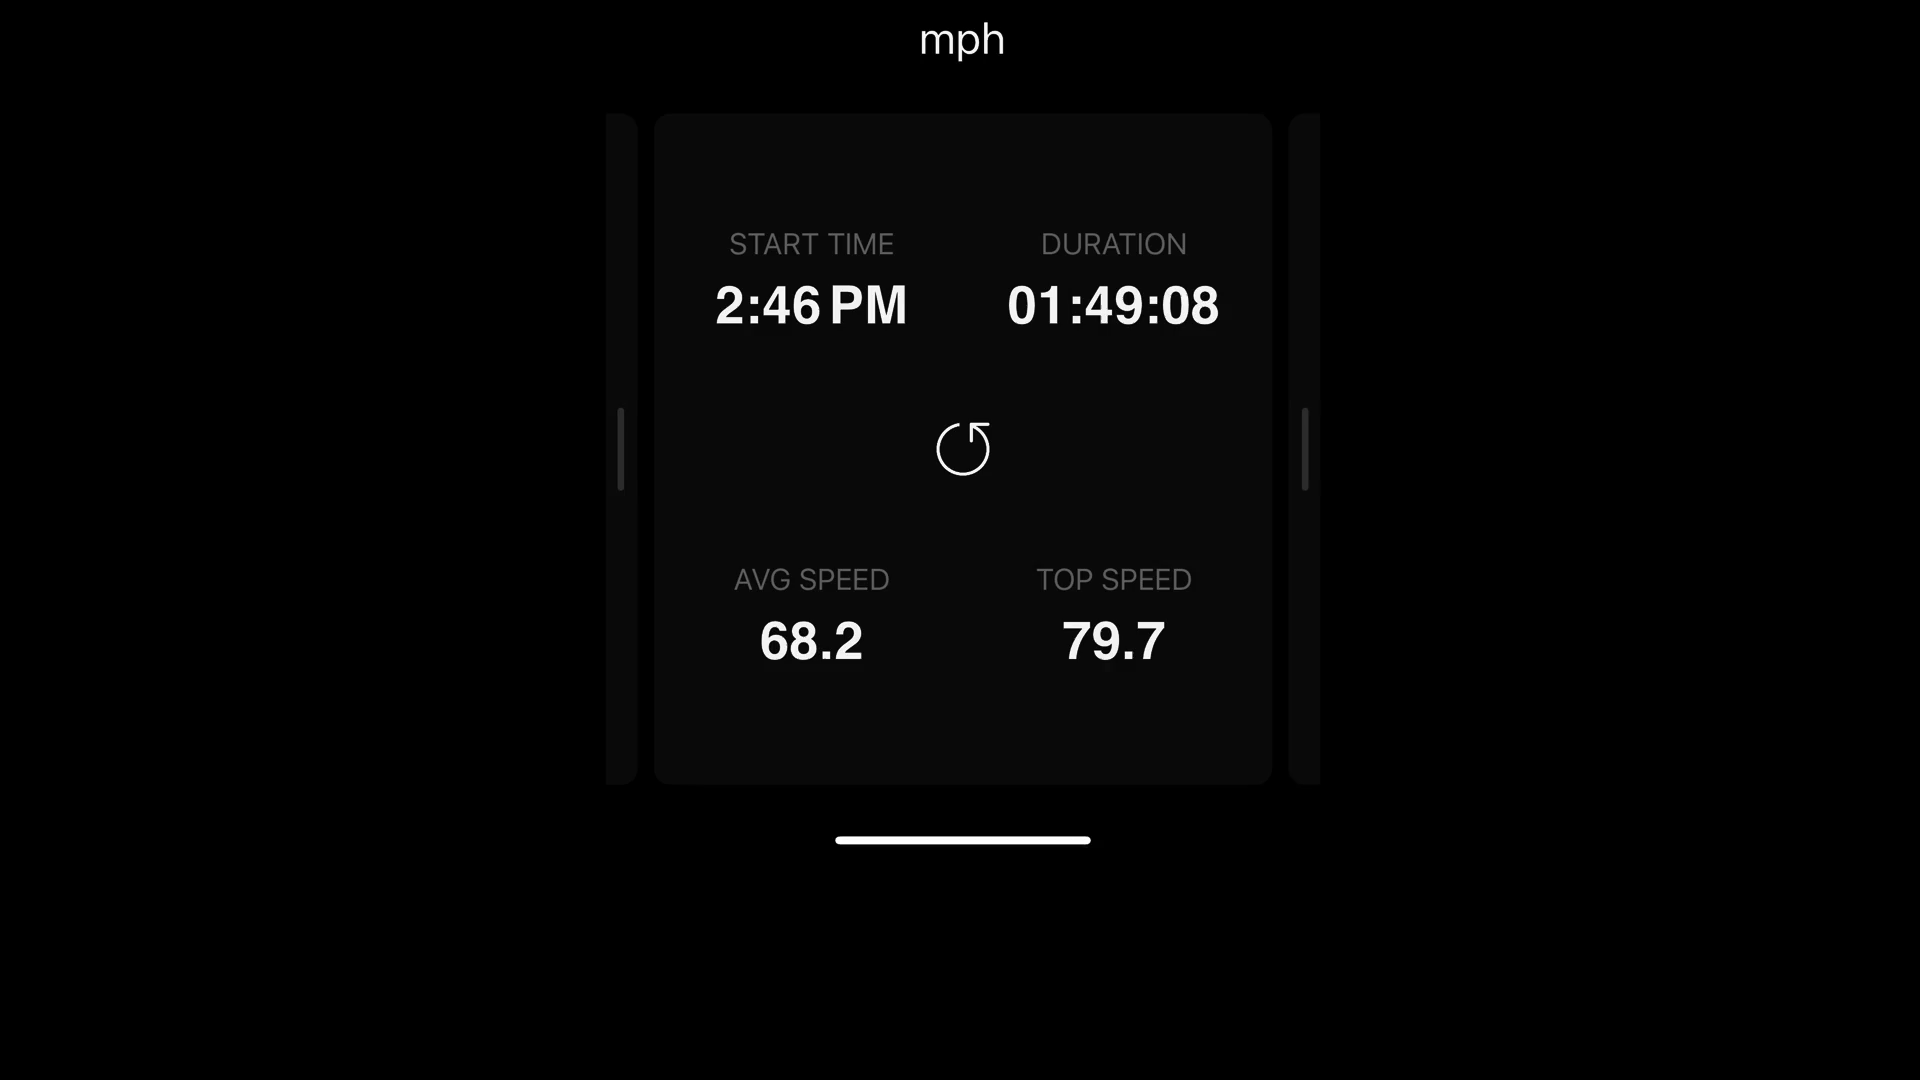 mph
START TIME
DURATION
2:46 PM
01:49:08
AVG SPEED
TOP SPEED
68.2
79.7